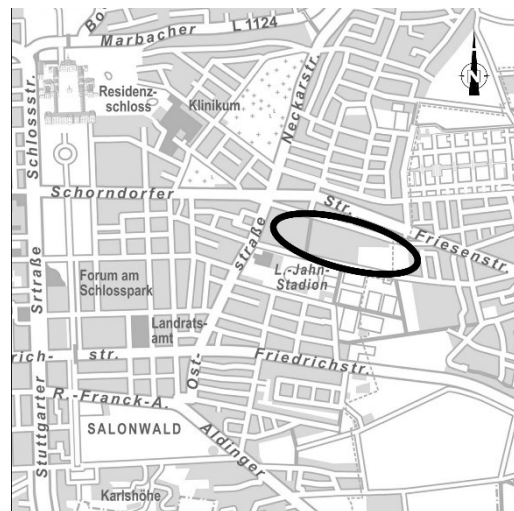 Marbacher
L 1124
Residenz-
schloss
Klinikum
Neckarstr.
Schlossstr.
N
Schorndorfer
Str.
Friesenstr.
straße
L.-Jahn-
Stadion
Forum am
Schlosspark
Srtraße
Landrats-
amt
str.
Ost-
Friedrichstr.
R.-Franck-A.
SALONWALD
Aldinger
Stuttgarter
Karlshöhe
rich-
Bo